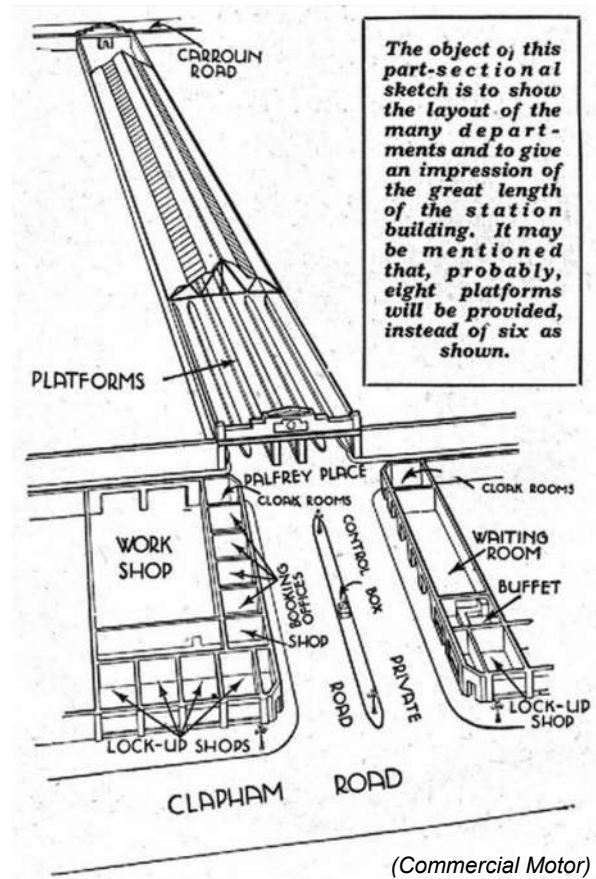 CARROUN
ROAD
The object of this
part-sectional
sketch is to show
the layout of the
many depart-
ments and to give
an impression of
the great length
of the station
building. It may
be mentioned
that, probably,
eight platforms
will be provided,
instead of six as
shown.
PLATFORMS
PALFREY PLACE
CLOAK ROOMS
CLOAK ROOMS
WORK
SHOP
BOOKING
OFFICES
SHOP
CONTROL BOX
WAITING
ROOM
BUFFET
PRIVATE
ROAD
LOCK-UP
SHOP
LOCK-UP SHOPS
CLAPHAM ROAD
(Commercial Motor)